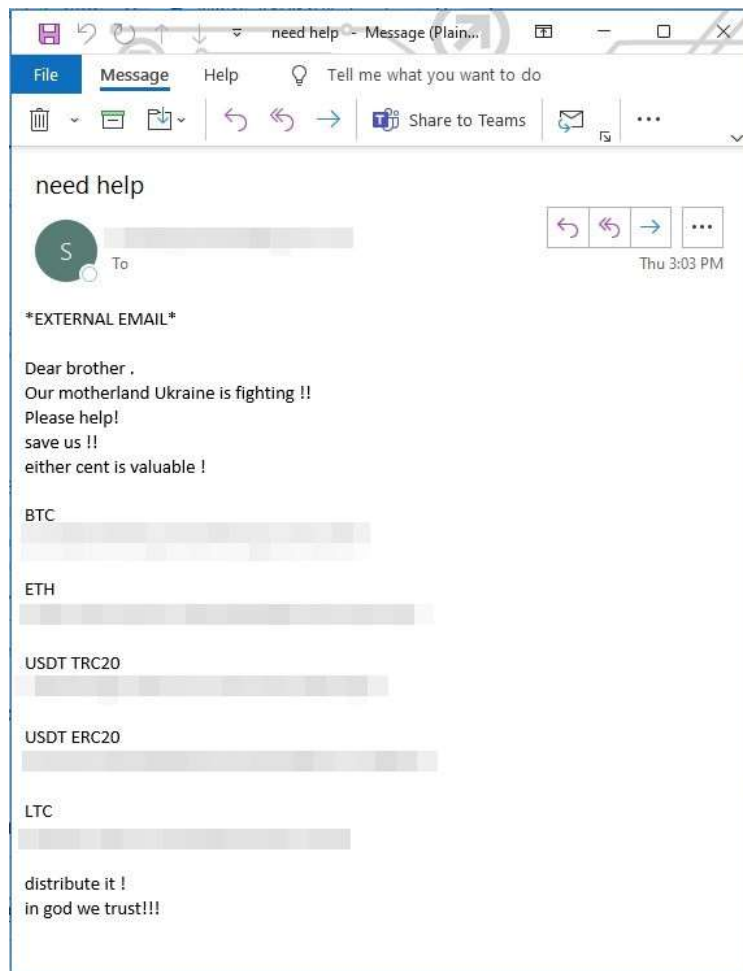 need help - Message (Plain...
File Message Help Tell me what you want to do
Share to Teams
need help
S
To
Thu 3:03 PM
*EXTERNAL EMAIL*
Dear brother .
Our motherland Ukraine is fighting !!
Please help!
save us !!
either cent is valuable !
BTC
ETH
USDT TRC20
USDT ERC20
LTC
distribute it !
in god we trust!!!